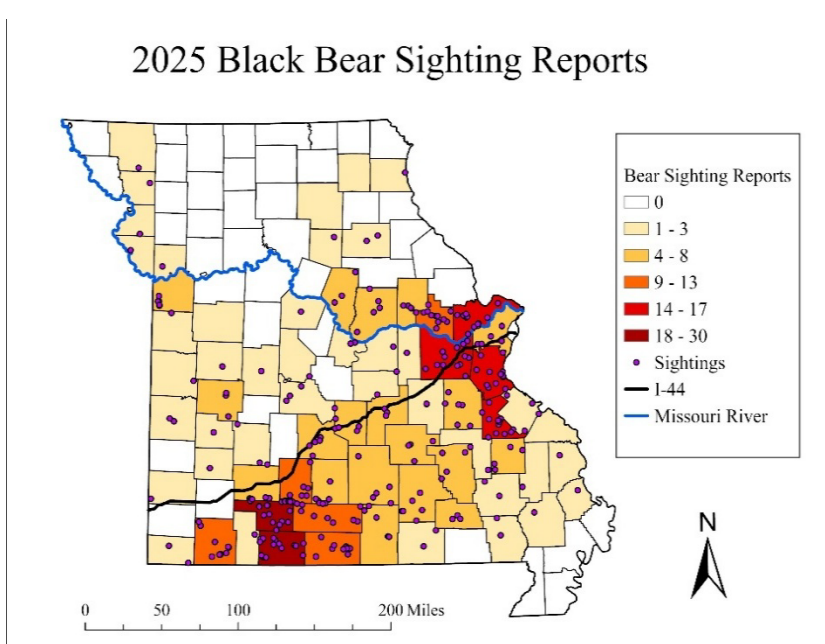 2025 Black Bear Sighting Reports
Bear Sighting Reports
0
1 - 3
4 - 8
9 - 13
14 - 17
18 - 30
Sightings
I-44
Missouri River
N
0 50 100 200 Miles